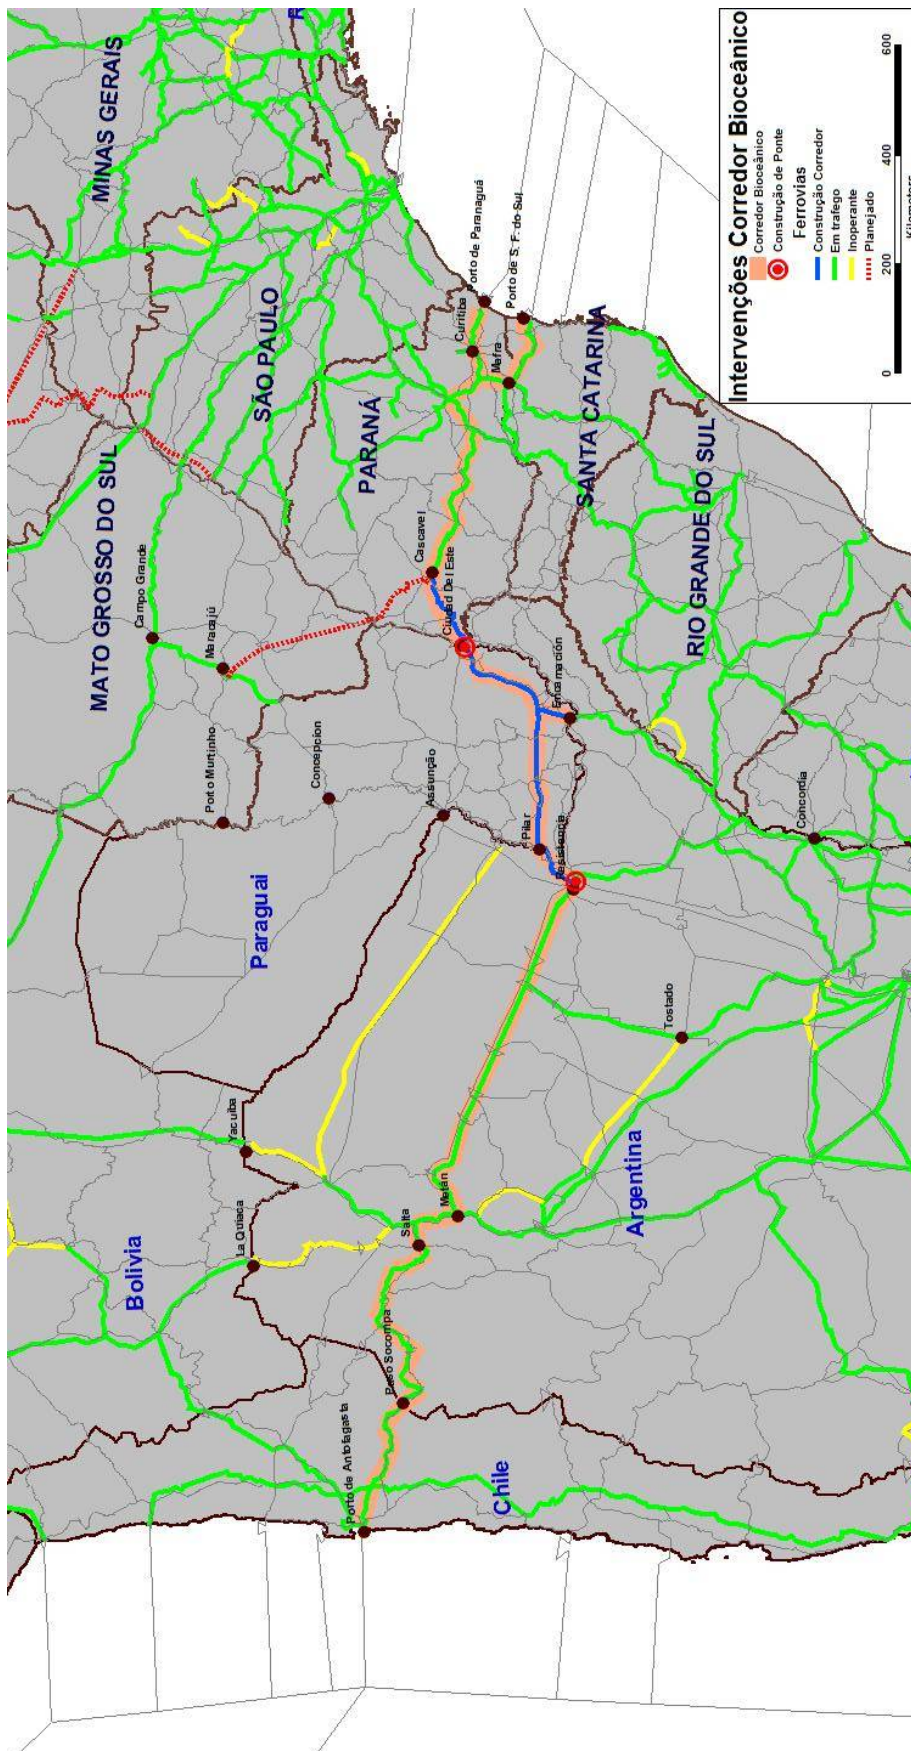 MINAS GERAIS
MATO GROSSO DO SUL
SÃO PAULO
Campo Grande
Maracajú
Porto Murtinho
PARANÁ
Concepcion
Paraguai
Curitiba
Porto de Paranaguá
Mafra
Porto de S. F. do Sul
Cascavel
Ciudad Del Este
SANTA CATARINA
Assunção
Encarnación
Pilar
Resistencia
RIO GRANDE DO SUL
Concordia
Yacuiba
La Quiaca
Bolivia
Salta
Metán
Tostado
Argentina
Paso Socompa
Porto de Antofagasta
Chile
Intervenções Corredor Bioceânico
Corredor Bioceânico
Construção de Ponte
Ferrovias
Construção Corredor
Em trafego
Inoperante
Planejado
0 200 400 600
Kilometers